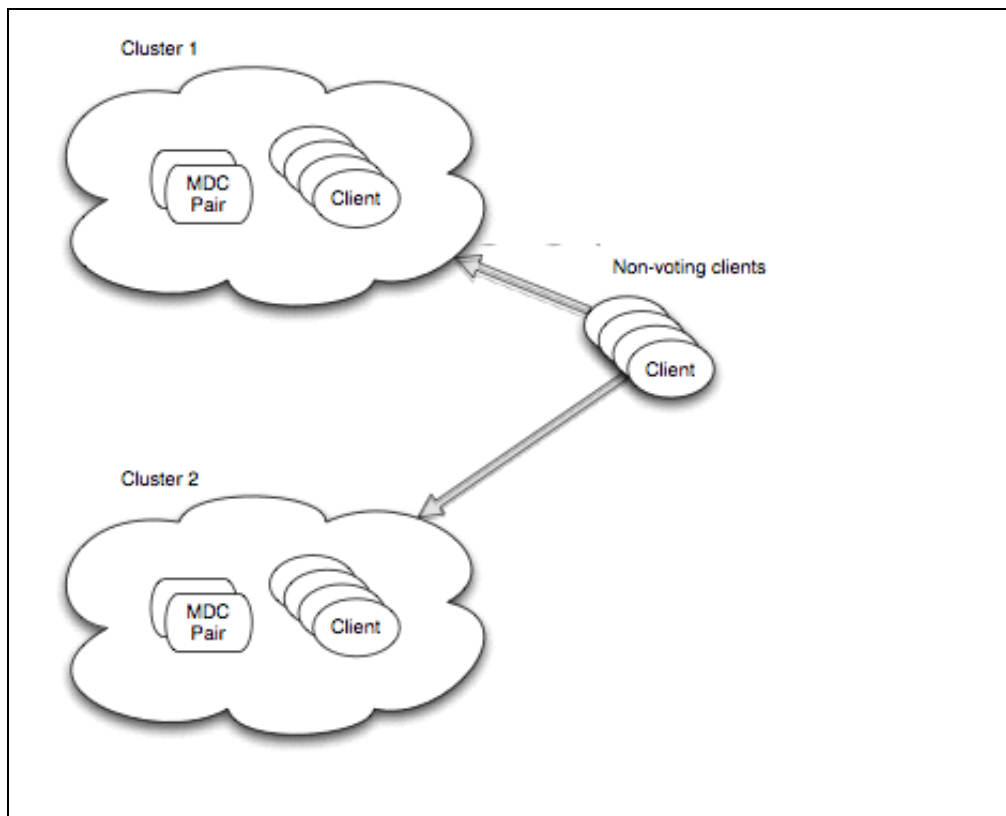 Cluster 1
MDC
Pair
Client
Non-voting clients
Client
Cluster 2
MDC
Pair
Client